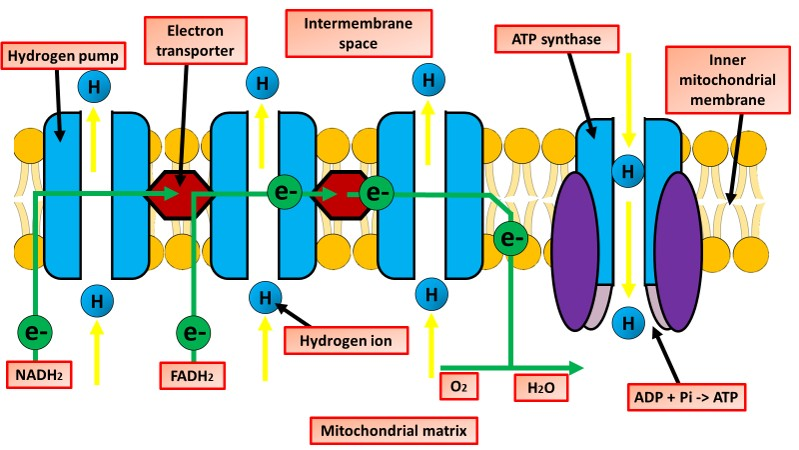 Hydrogen pump
Electron
transporter
Intermembrane
space
ATP synthase
Inner
mitochondrial
membrane
H
H
H
H
e-
e-
e-
H
H
H
e-
e-
H
Hydrogen ion
NADH2
FADH2
O2
H2O
ADP + Pi -> ATP
Mitochondrial matrix